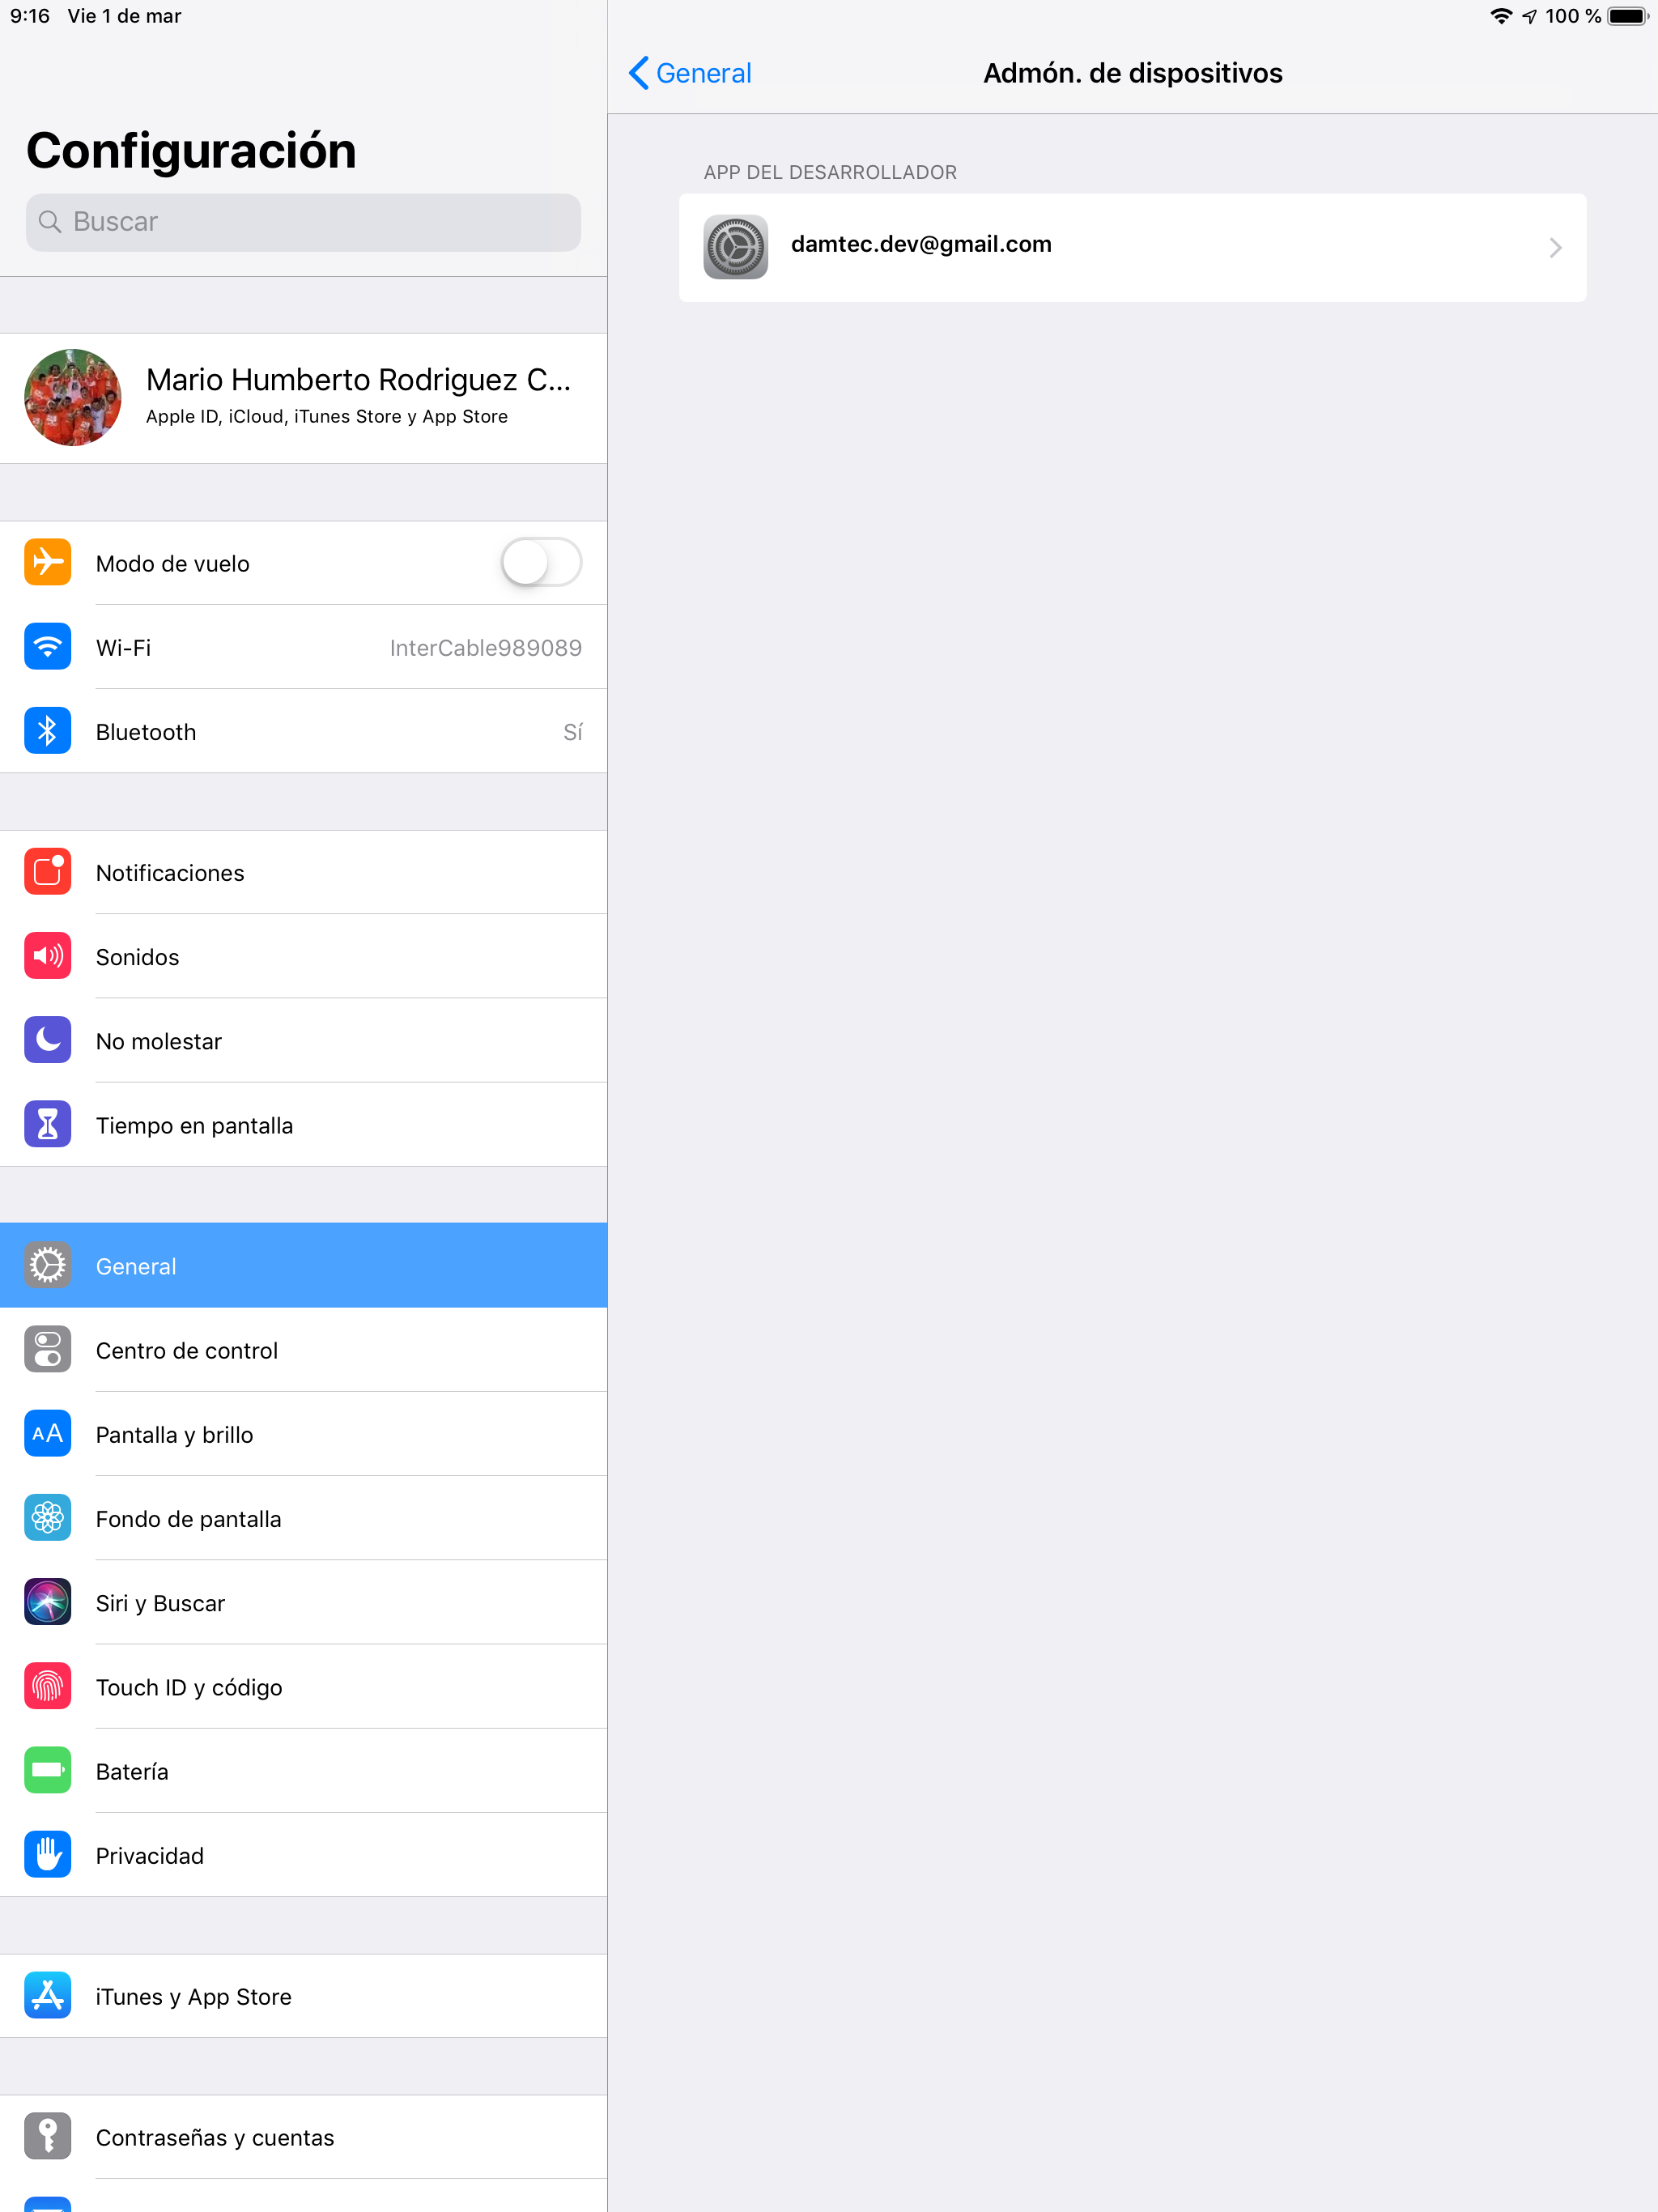 9:16 Vie 1 de mar
100 %
Configuración
Buscar
Mario Humberto Rodriguez C...
Apple ID, iCloud, iTunes Store y App Store
Modo de vuelo
Wi-Fi InterCable989089
Bluetooth Sí
Notificaciones
Sonidos
No molestar
Tiempo en pantalla
General
Centro de control
AA Pantalla y brillo
Fondo de pantalla
Siri y Buscar
Touch ID y código
Batería
Privacidad
iTunes y App Store
Contraseñas y cuentas
General
Admón. de dispositivos
APP DEL DESARROLLADOR
damtec.dev@gmail.com